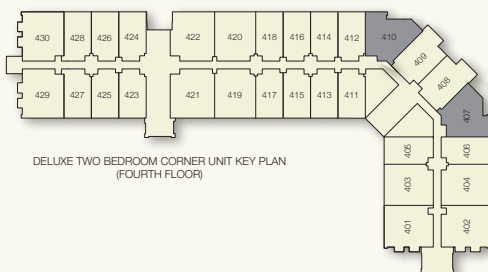 430 428 426 424 422 420 418 416 414 412 410
409
408
429 427 425 423 421 419 417 415 413 411
407
405 406
403 404
401 402
DELUXE TWO BEDROOM CORNER UNIT KEY PLAN
(FOURTH FLOOR)